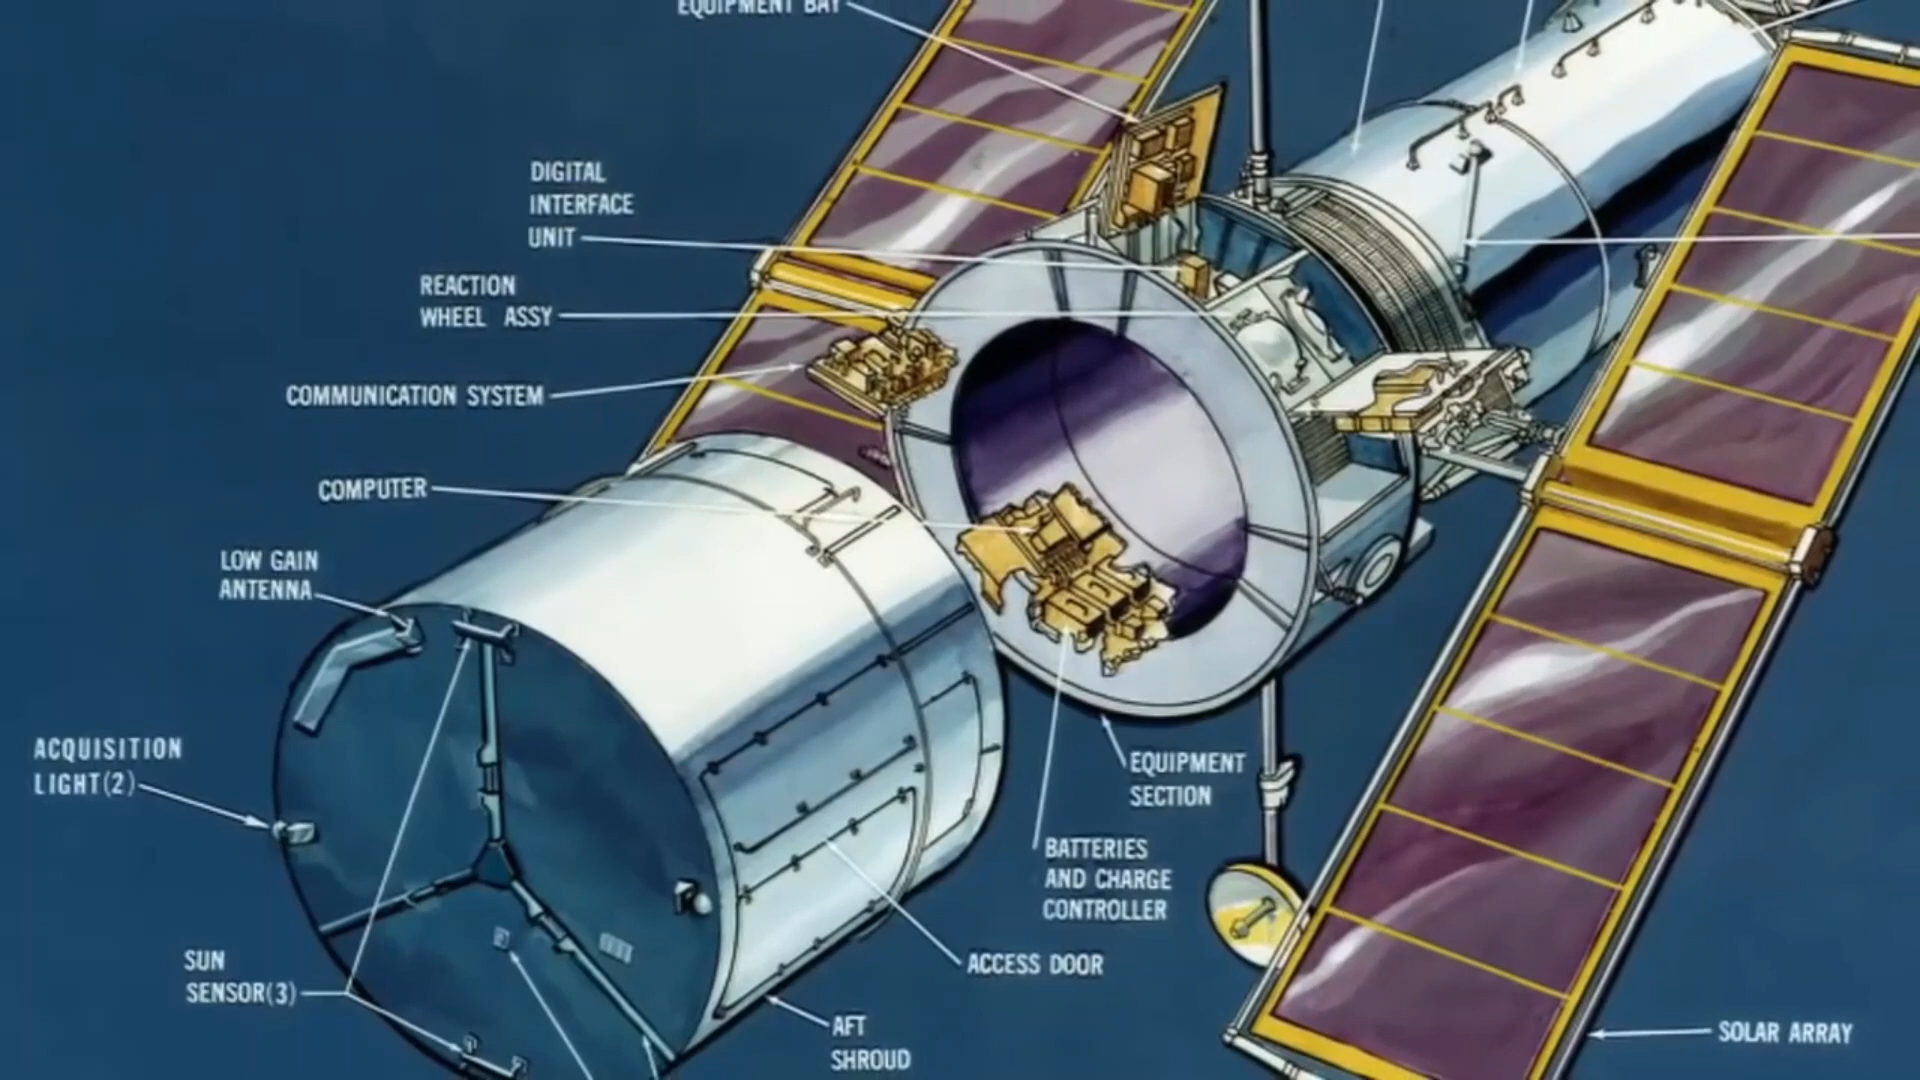 EQUIPMENT BAY
DIGITAL
INTERFACE
UNIT
REACTION
WHEEL ASSY
COMMUNICATION SYSTEM
COMPUTER
LOW GAIN
ANTENNA
ACQUISITION
LIGHT(2)
EQUIPMENT
SECTION
BATTERIES
AND CHARGE
CONTROLLER
ACCESS DOOR
SUN
SENSOR(3)
AFT
SHROUD
SOLAR ARRAY